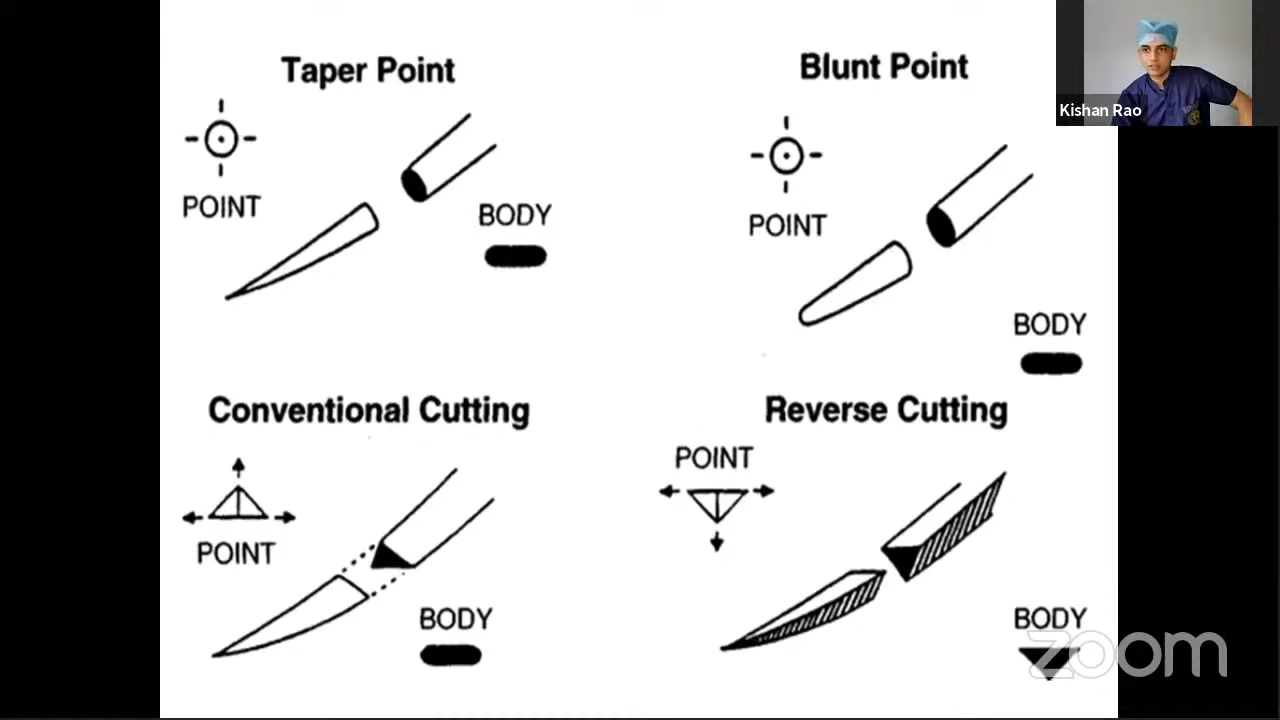 Taper Point
POINT
BODY
Blunt Point
POINT
BODY
Kishan Rao
Conventional Cutting
POINT
BODY
Reverse Cutting
POINT
BODY
zoom